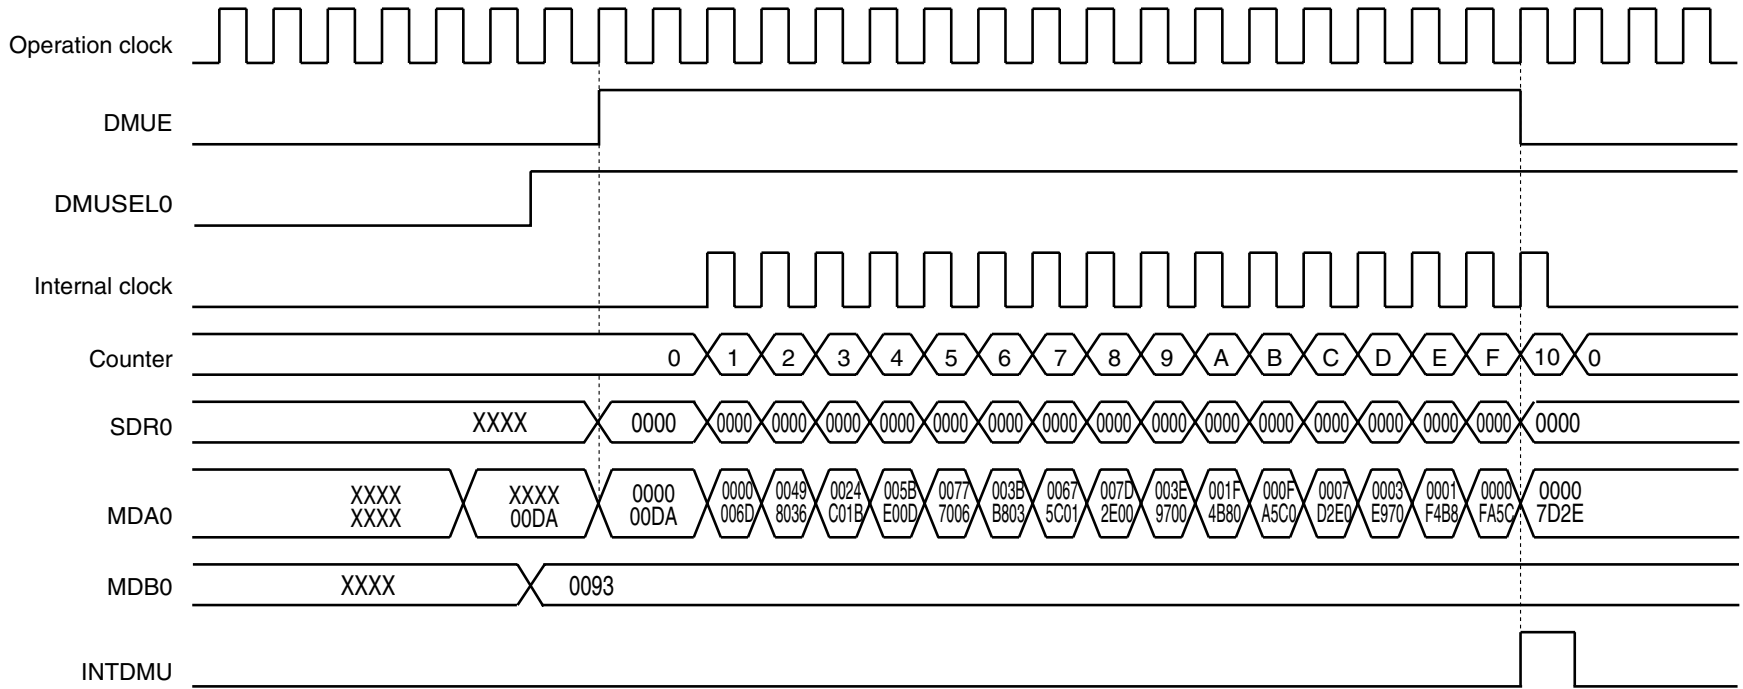 Operation clock
DMUE
DMUSEL0
Internal clock
Counter 0 1 2 3 4 5 6 7 8 9 A B C D E F 10 0
SDR0 XXXX 0000 0000 0000 0000 0000 0000 0000 0000 0000 0000 0000 0000 0000 0000 0000 0000 0000
XXXX XXXX 0000 0000 0049 0024 005B 0077 003B 0067 007D 003E 001F 000F 0007 0003 0001 0000 0000
MDA0 XXXX 00DA 00DA 006D 8036 C01B E00D 7006 B803 5C01 2E00 9700 4B80 A5C0 D2E0 E970 F4B8 FA5C 7D2E
MDB0 XXXX 0093
INTDMU